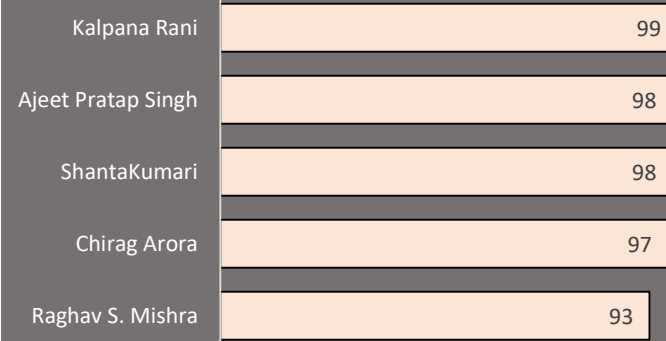 Kalpana Rani 99
Ajeet Pratap Singh 98
ShantaKumari 98
Chirag Arora 97
Raghav S. Mishra 93